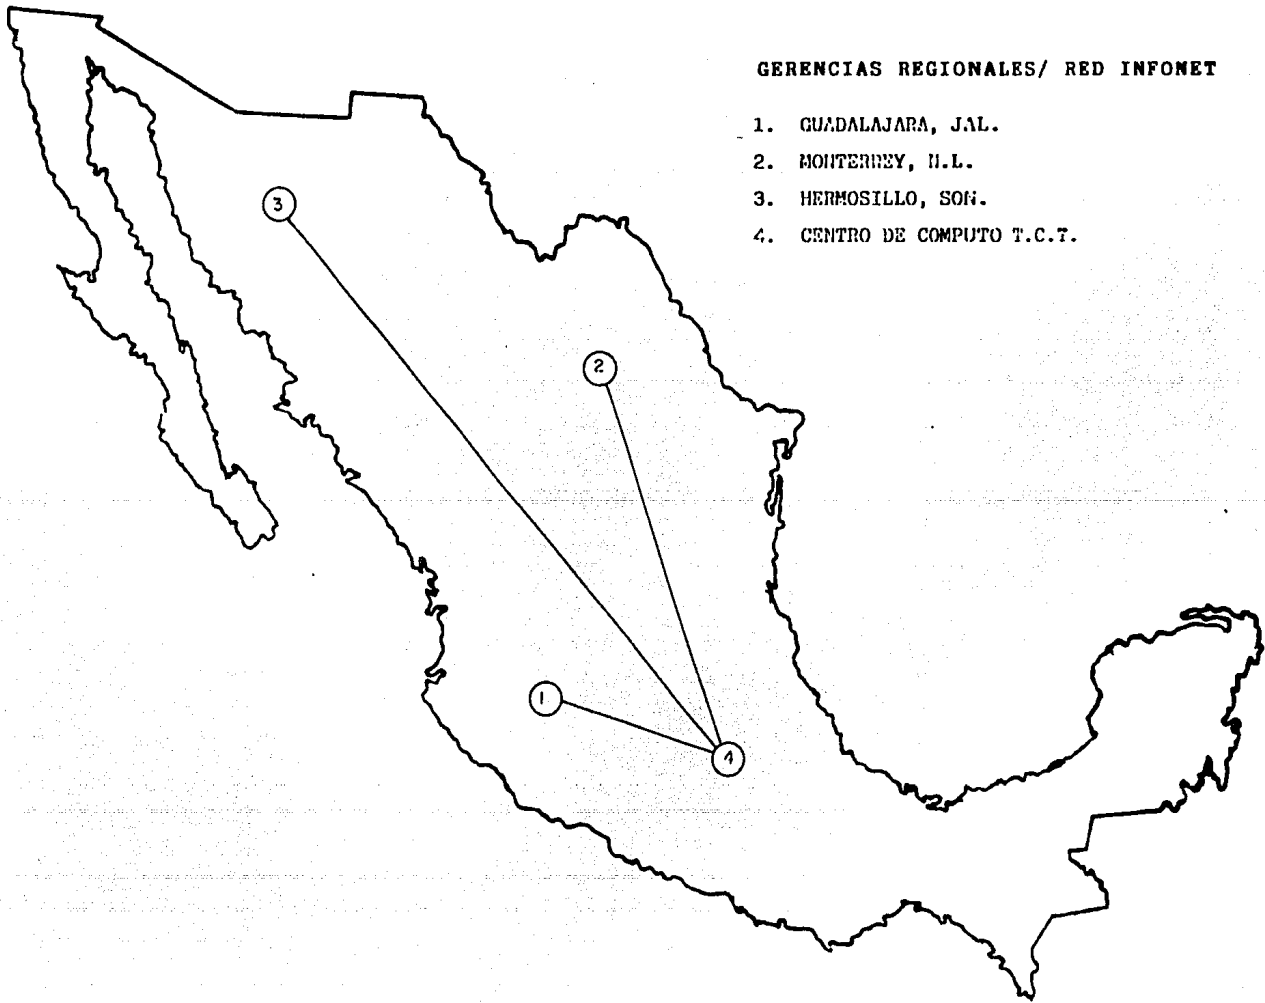 GERENCIAS REGIONALES/ RED INFONET
1. GUADALAJARA, JAL.
2. MONTERREY, N.L.
3. HERMOSILLO, SON.
4. CENTRO DE COMPUTO T.C.T.
3
2
1
4